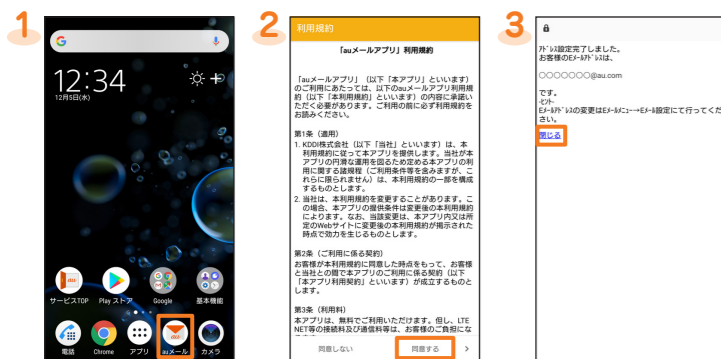 1
G
12:34
12月5日(水)
サービスTOP
Play ストア
Google
基本機能
電話
Chrome
アプリ
auメール
カメラ
2
利用規約
「auメールアプリ」利用規約
「auメールアプリ」（以下「本アプリ」といいます）
のご利用にあたっては、以下のauメールアプリ利用規
約（以下「本利用規約」といいます）の内容に承諾い
ただく必要があります。ご利用の前に必ず利用規約を
お読みください。
第1条（適用）
1. KDDI株式会社（以下「当社」といいます）は、本
利用規約に従って本アプリを提供します。当社が本
アプリの円滑な運用を図るため定める本アプリの利
用に関する諸規程（ご利用条件等を含みますが、こ
れらに限られません）は、本利用規約の一部を構成
するものとします。
2. 当社は、本利用規約を変更することがあります。こ
の場合、本アプリの提供条件は変更後の本利用規約
によります。なお、当該変更は、本アプリ内又は所
定のWebサイトに変更後の本利用規約が掲示された
時点で効力を生じるものとします。
第2条（ご利用に係る契約）
お客様が本利用規約に同意した時点をもって、お客様
と当社との間で本アプリのご利用に係る契約（以下
「本アプリ利用契約」といいます）が成立するものと
します。
第3条（利用料）
本アプリは、無料でご利用いただけます。但し、LTE
NET等の接続料及び通信料等は、お客様のご負担にな
同意しない
同意する
3
ｱﾄﾞﾚｽ設定完了しました。
お客様のEﾒｰﾙｱﾄﾞﾚｽは、
○○○○○○○@au.com
です。
-ﾋﾝﾄ-
Eﾒｰﾙｱﾄﾞﾚｽの変更はEﾒｰﾙﾒﾆｭｰ→Eﾒｰﾙ設定にて行ってくだ
さい。
閉じる